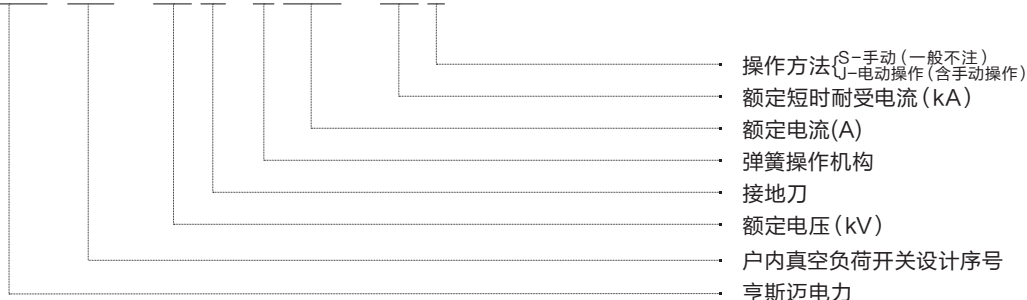 操作方法{S-手动(一般不注)
J-电动操作(含手动操作)
额定短时耐受电流(kA)
额定电流(A)
弹簧操作机构
接地刀
额定电压(kV)
户内真空负荷开关设计序号
亨斯迈电力